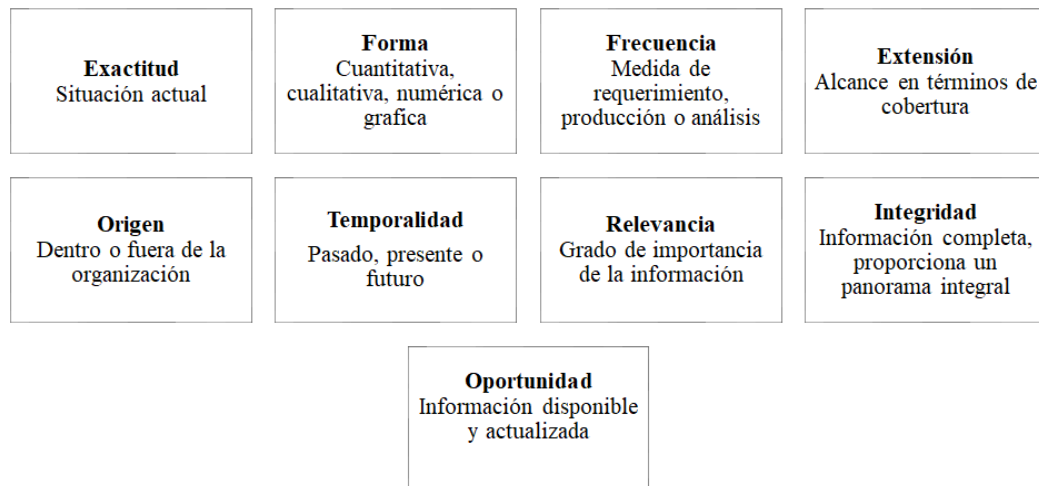 Exactitud
Situación actual
Forma
Cuantitativa,
cualitativa, numérica o
grafica
Frecuencia
Medida de
requerimiento,
producción o análisis
Extensión
Alcance en términos de
cobertura
Origen
Dentro o fuera de la
organización
Temporalidad
Pasado, presente o
futuro
Relevancia
Grado de importancia
de la información
Integridad
Información completa,
proporciona un
panorama integral
Oportunidad
Información disponible
y actualizada